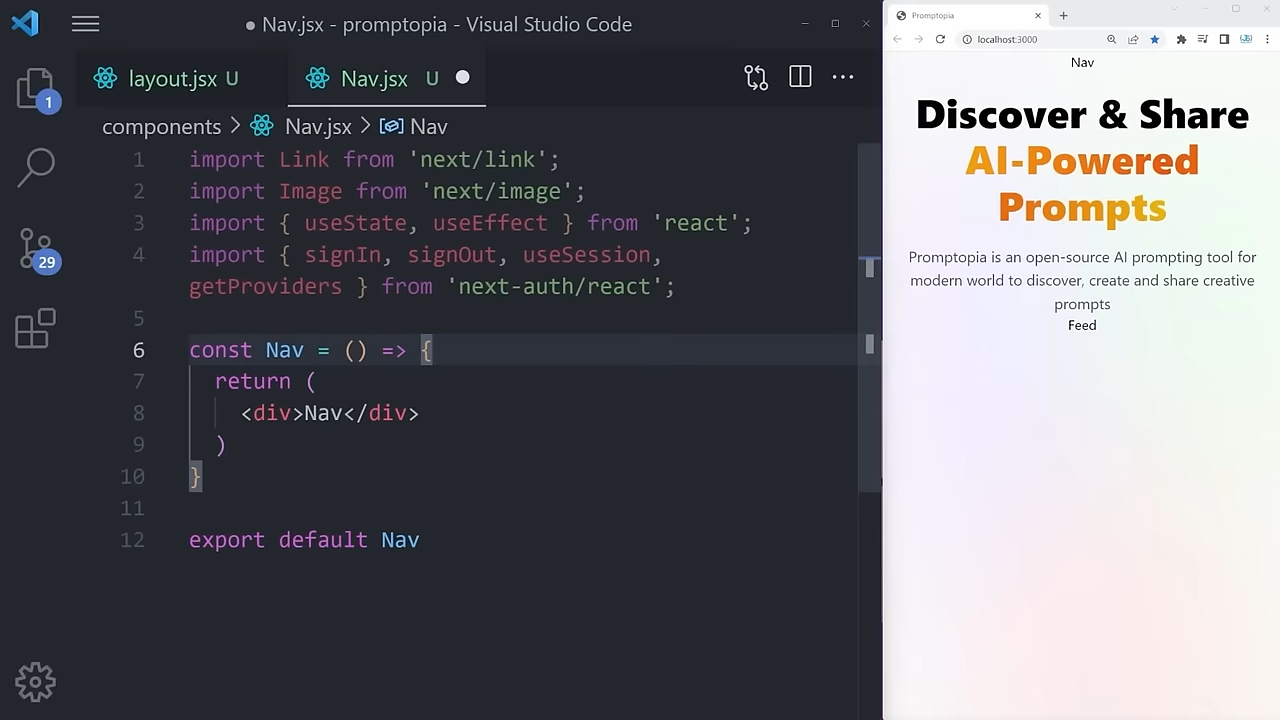 ● Nav.jsx - promptopia - Visual Studio Code
layout.jsx U
Nav.jsx U
components > Nav.jsx > Nav
1
29
1 import Link from 'next/link';
2 import Image from 'next/image';
3 import { useState, useEffect } from 'react';
4 import { signIn, signOut, useSession,
getProviders } from 'next-auth/react';
5
6 const Nav = () => {
7 return (
8 <div>Nav</div>
9 )
10 }
11
12 export default Nav
Promptopia
localhost:3000
Nav
Discover & Share
AI-Powered
Prompts
Promptopia is an open-source AI prompting tool for
modern world to discover, create and share creative
prompts
Feed